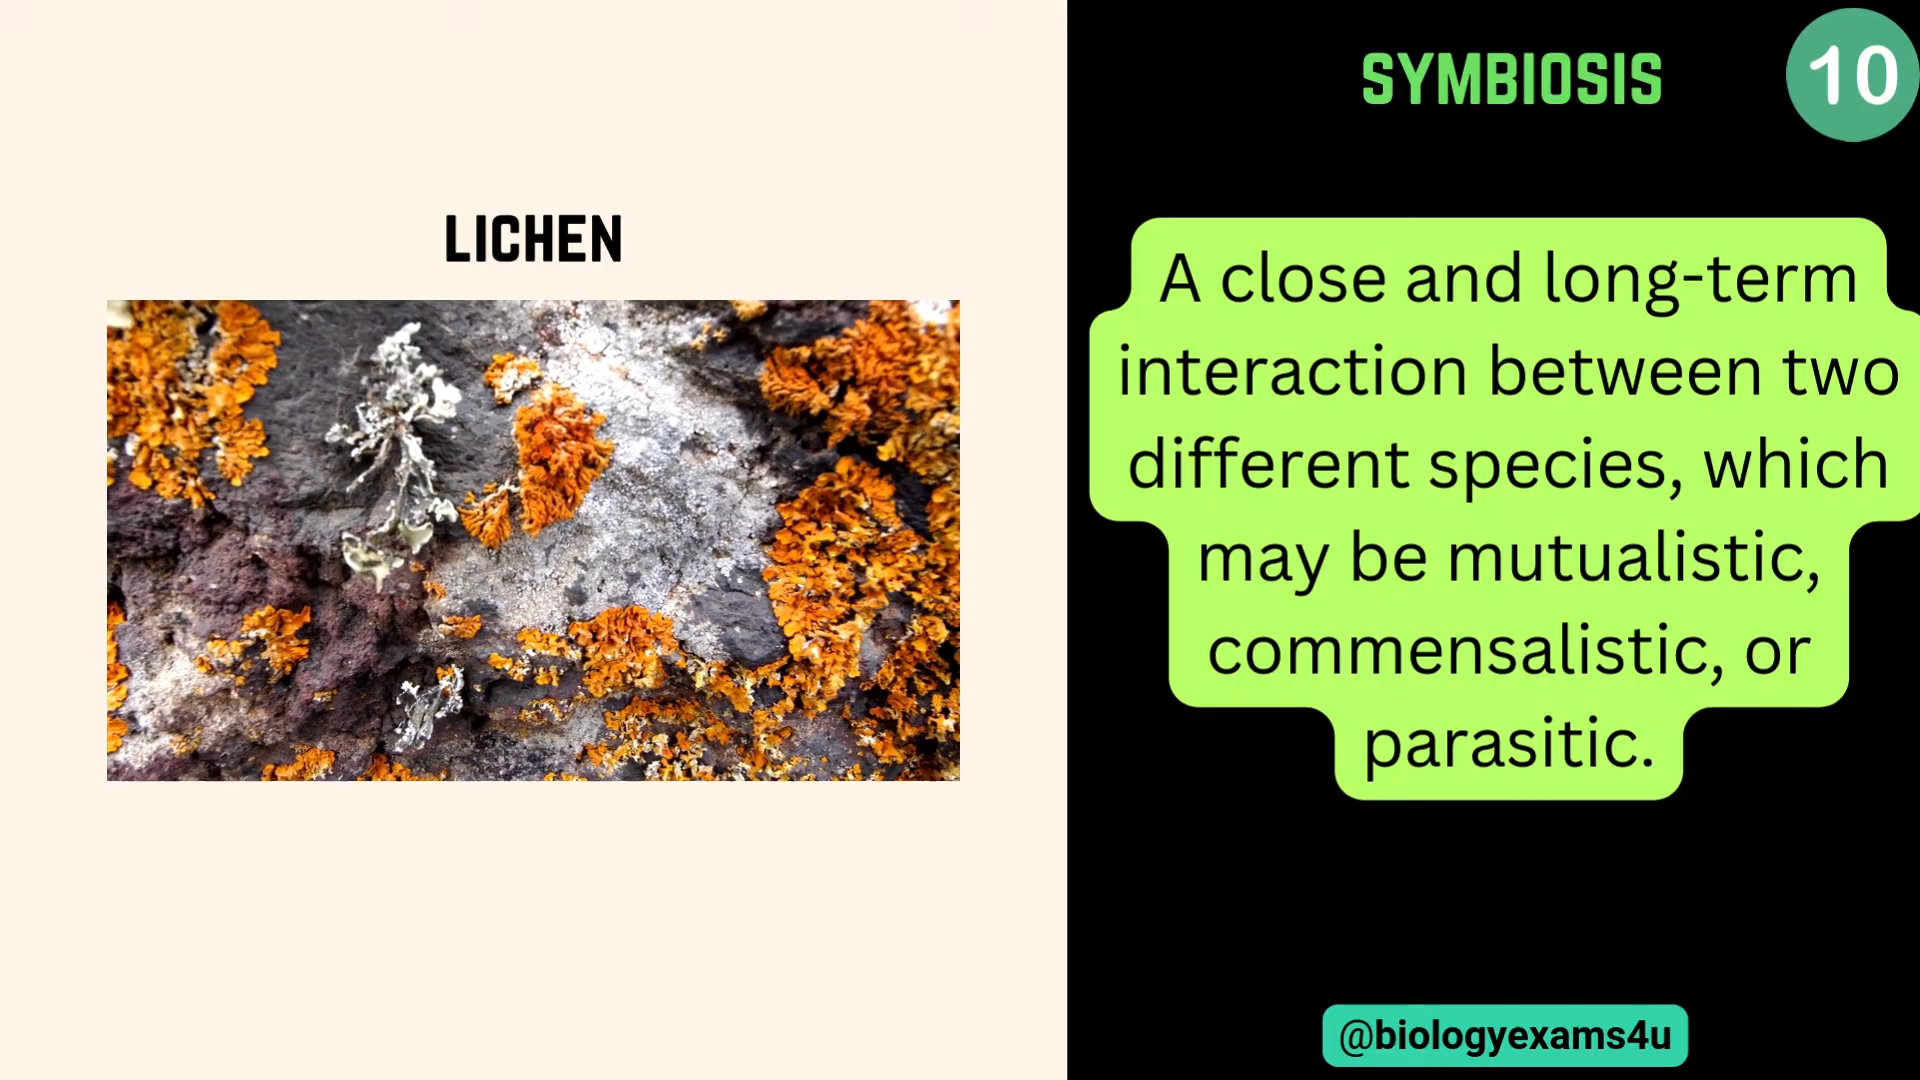 LICHEN
SYMBIOSIS
10
A close and long-term
interaction between two
different species, which
may be mutualistic,
commensalistic, or
parasitic.
@biologyexams4u